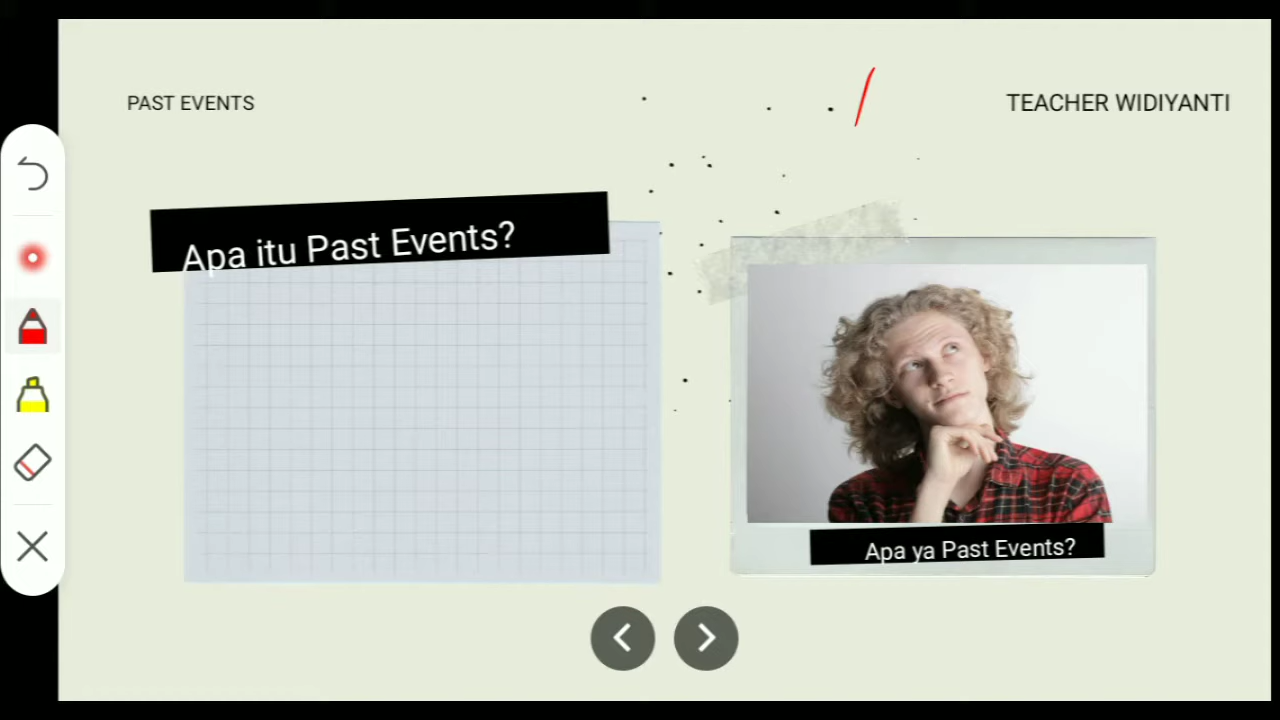 PAST EVENTS
TEACHER WIDIYANTI
Apa itu Past Events?
Apa ya Past Events?